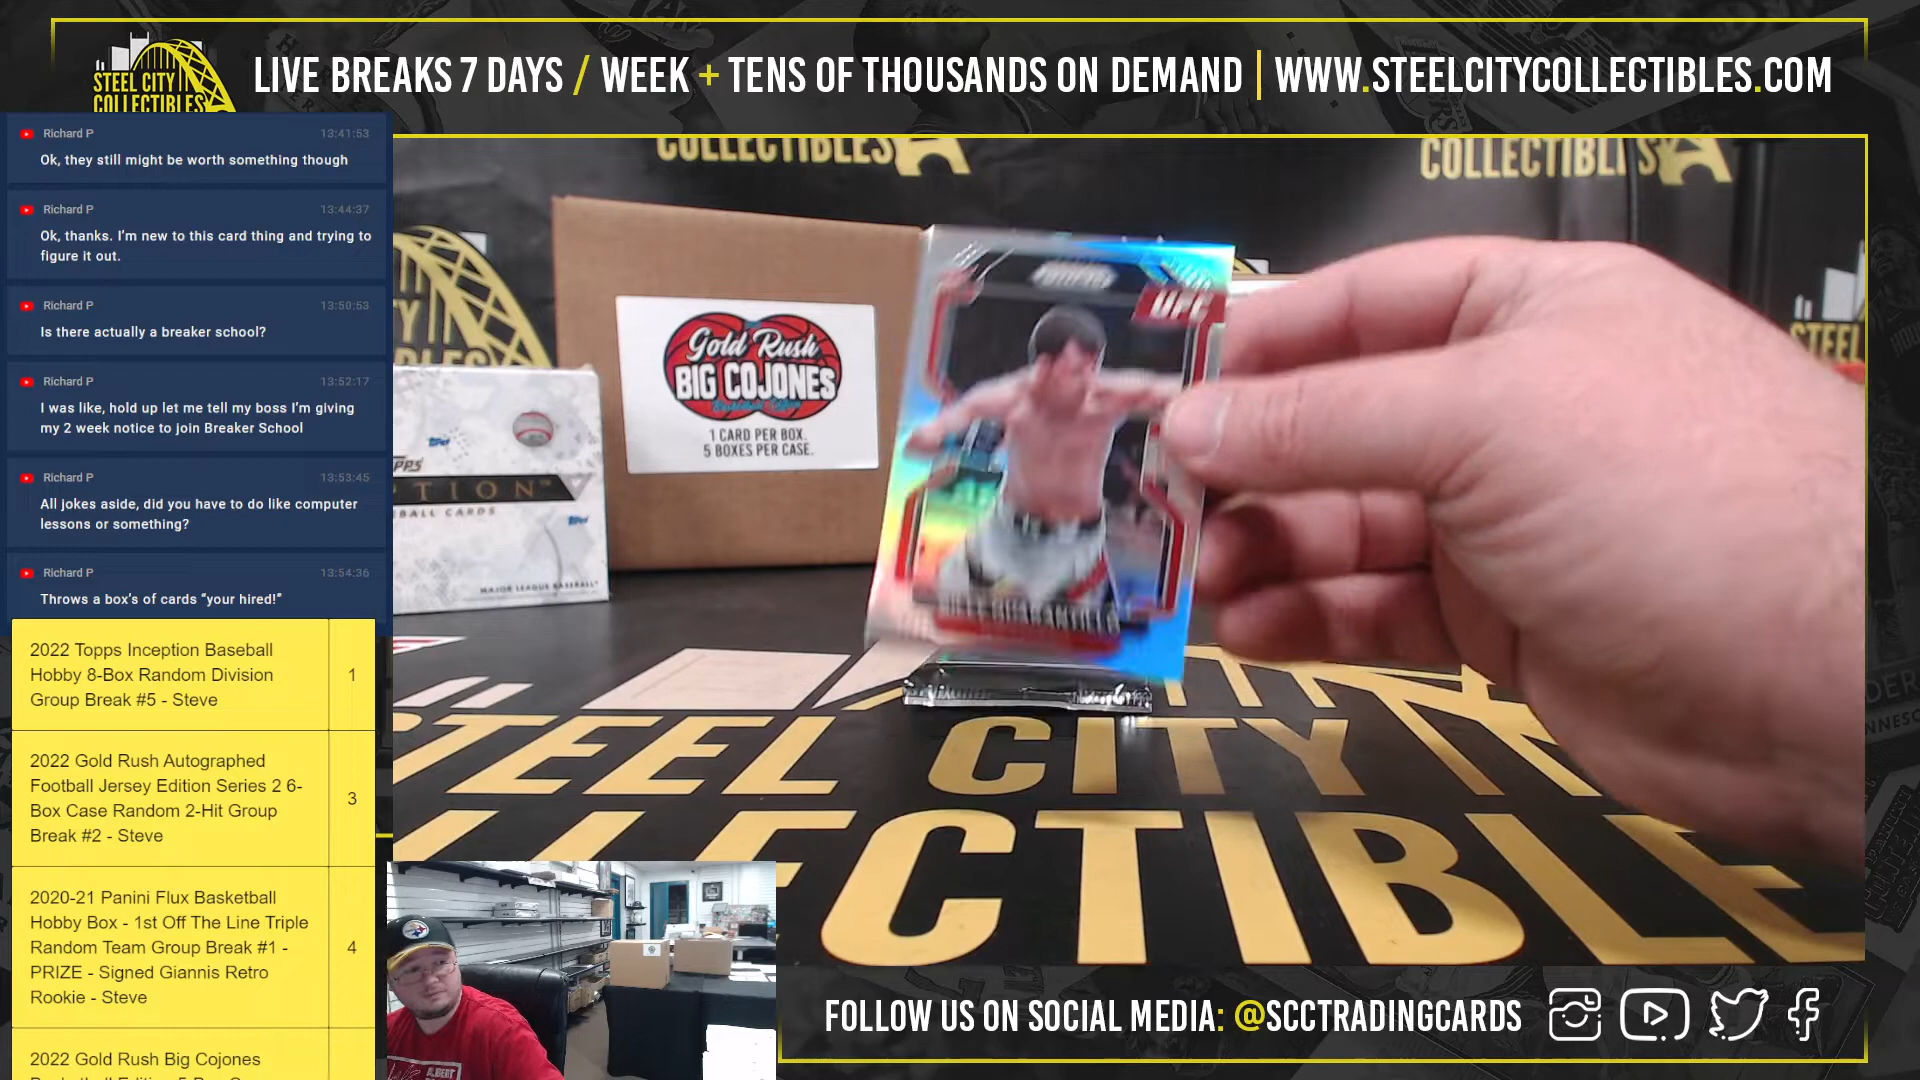 STEEL CITY
COLLECTIBLES
LIVE BREAKS 7 DAYS / WEEK + TENS OF THOUSANDS ON DEMAND | WWW.STEELCITYCOLLECTIBLES.COM
Richard P 13:41:53
Ok, they still might be worth something though
Richard P 13:44:37
Ok, thanks. I'm new to this card thing and trying to
figure it out.
Richard P 13:50:53
Is there actually a breaker school?
Richard P 13:52:17
I was like, hold up let me tell my boss I'm giving
my 2 week notice to join Breaker School
Richard P 13:53:45
All jokes aside, did you have to do like computer
lessons or something?
Richard P 13:54:36
Throws a box's of cards “your hired!”
2022 Topps Inception Baseball
Hobby 8-Box Random Division
Group Break #5 - Steve
1
2022 Gold Rush Autographed
Football Jersey Edition Series 2 6-
Box Case Random 2-Hit Group
Break #2 - Steve
3
2020-21 Panini Flux Basketball
Hobby Box - 1st Off The Line Triple
Random Team Group Break #1 -
PRIZE - Signed Giannis Retro
Rookie - Steve
4
2022 Gold Rush Big Cojones
COLLECTIBLES
COLLECTIBLES
Gold Rush
BIG COJONES
1 CARD PER BOX.
5 BOXES PER CASE.
UFC
MAJOR LEAGUE BASEBALL
STEEL
STEEL CITY
FOLLOW US ON SOCIAL MEDIA: @SCCTRADINGCARDS